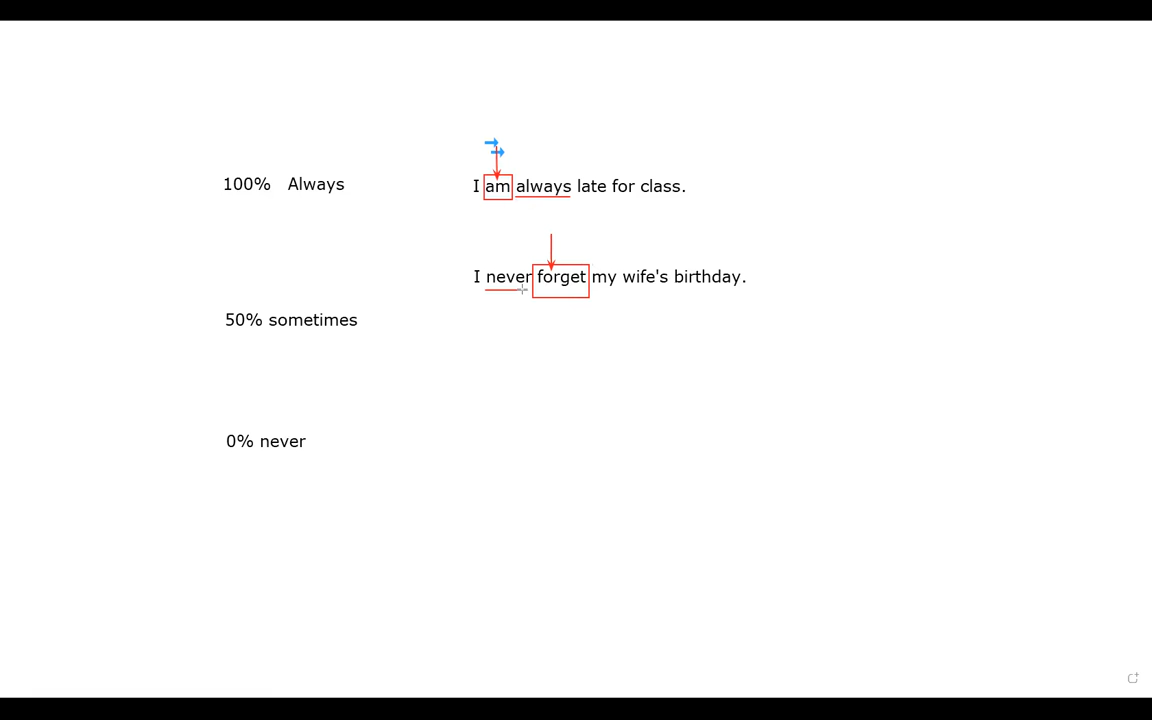 100% Always
I am always late for class.
I never forget my wife's birthday.
50% sometimes
0% never